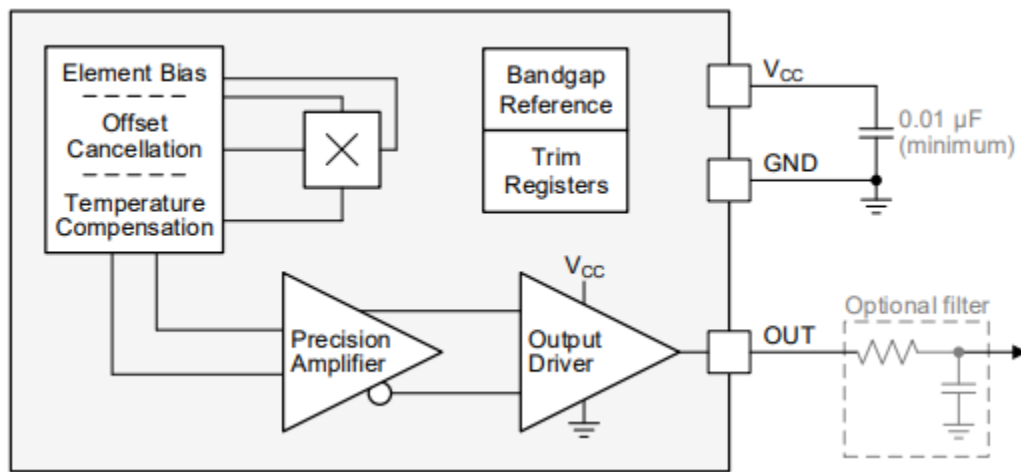 Element Bias
Offset
Cancellation
Temperature
Compensation
Bandgap
Reference
Trim
Registers
VCC
0.01 µF
(minimum)
GND
VCC
Precision
Amplifier
Output
Driver
OUT
Optional filter